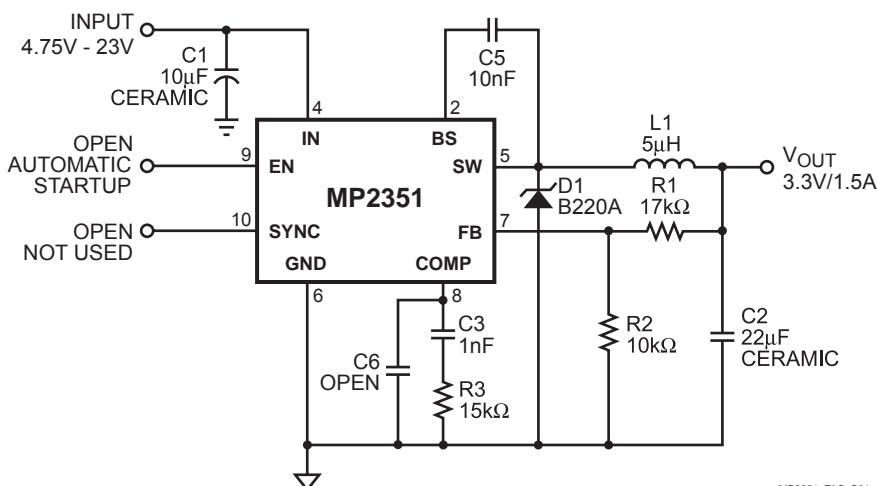 INPUT
4.75V - 23V
C1
10µF
CERAMIC
C5
10nF
4
2
IN
BS
OPEN
AUTOMATIC
STARTUP
9
EN
SW
5
L1
5µH
VOUT
3.3V/1.5A
MP2351
D1
B220A
R1
17kΩ
OPEN
NOT USED
10
SYNC
FB
7
GND
COMP
6
8
C3
1nF
C6
OPEN
R3
15kΩ
R2
10kΩ
C2
22µF
CERAMIC